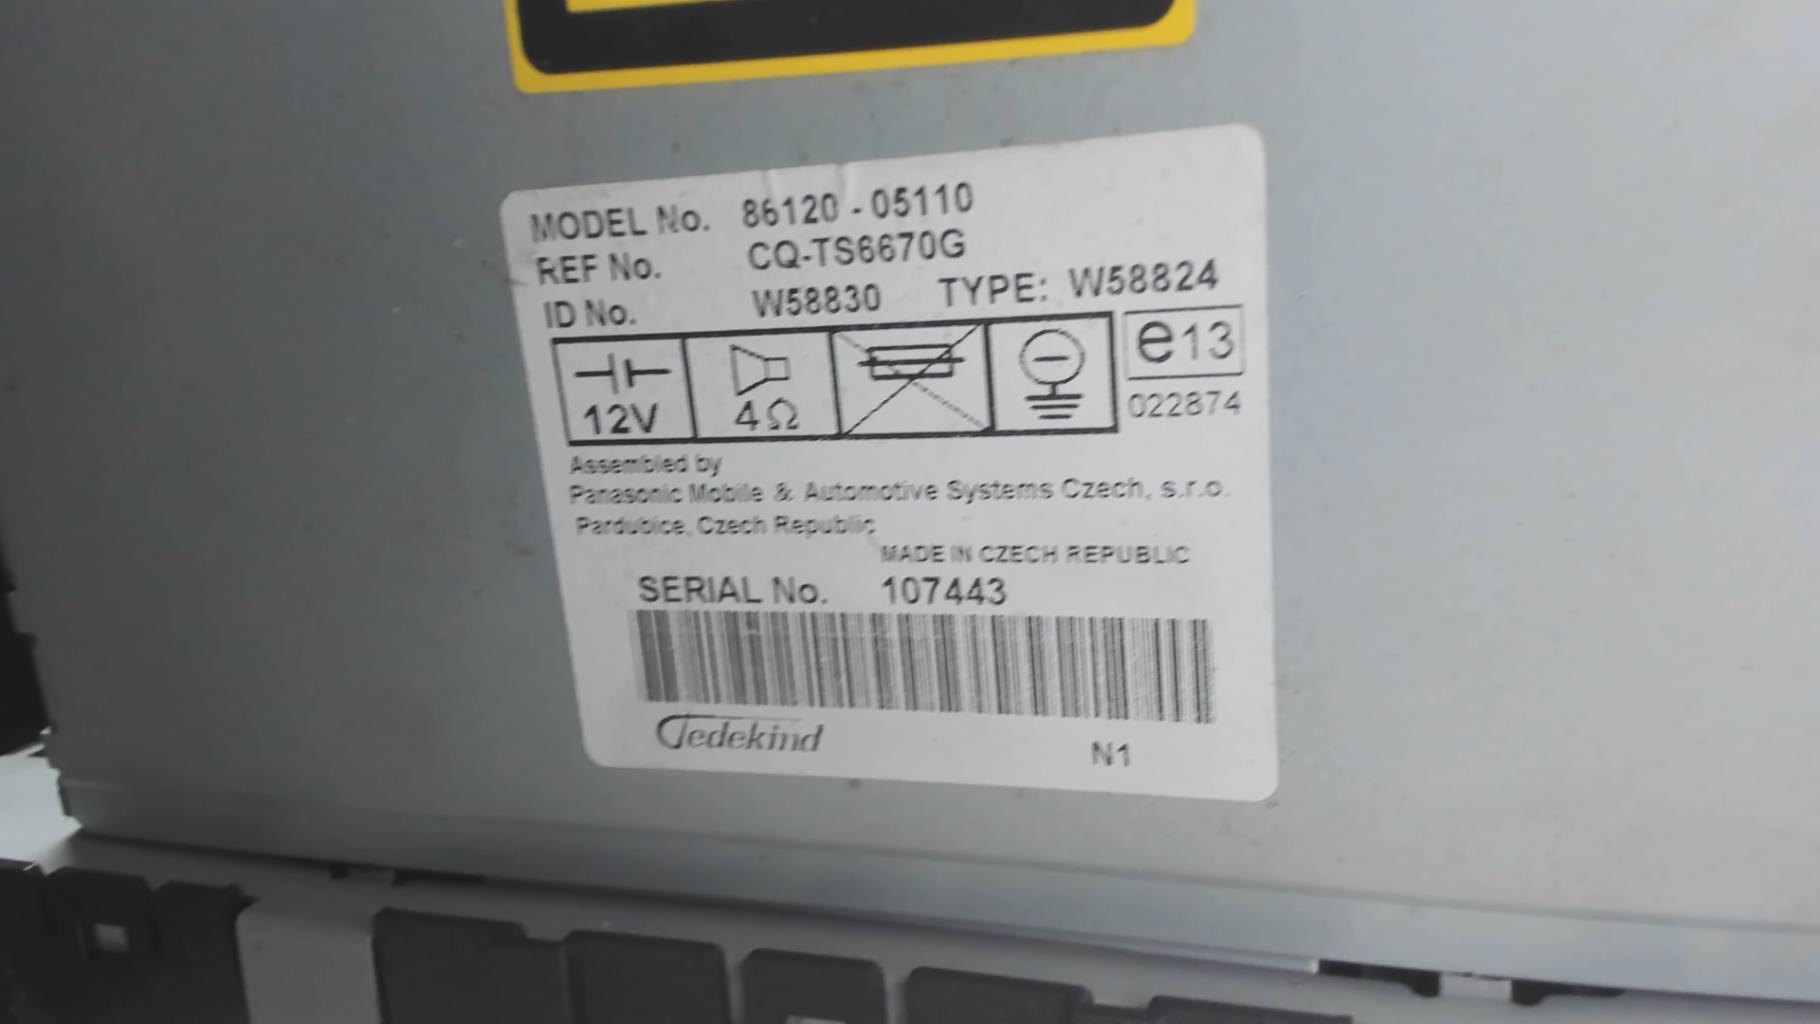 MODEL No. 86120 - 05110
REF No. CQ-TS6670G
ID No. W58830 TYPE: W58824
12V 4Ω e13
022874
Assembled by
Panasonic Mobile & Automotive Systems Czech, s.r.o.
Pardubice, Czech Republic
MADE IN CZECH REPUBLIC
SERIAL No. 107443
Tedekind
N1